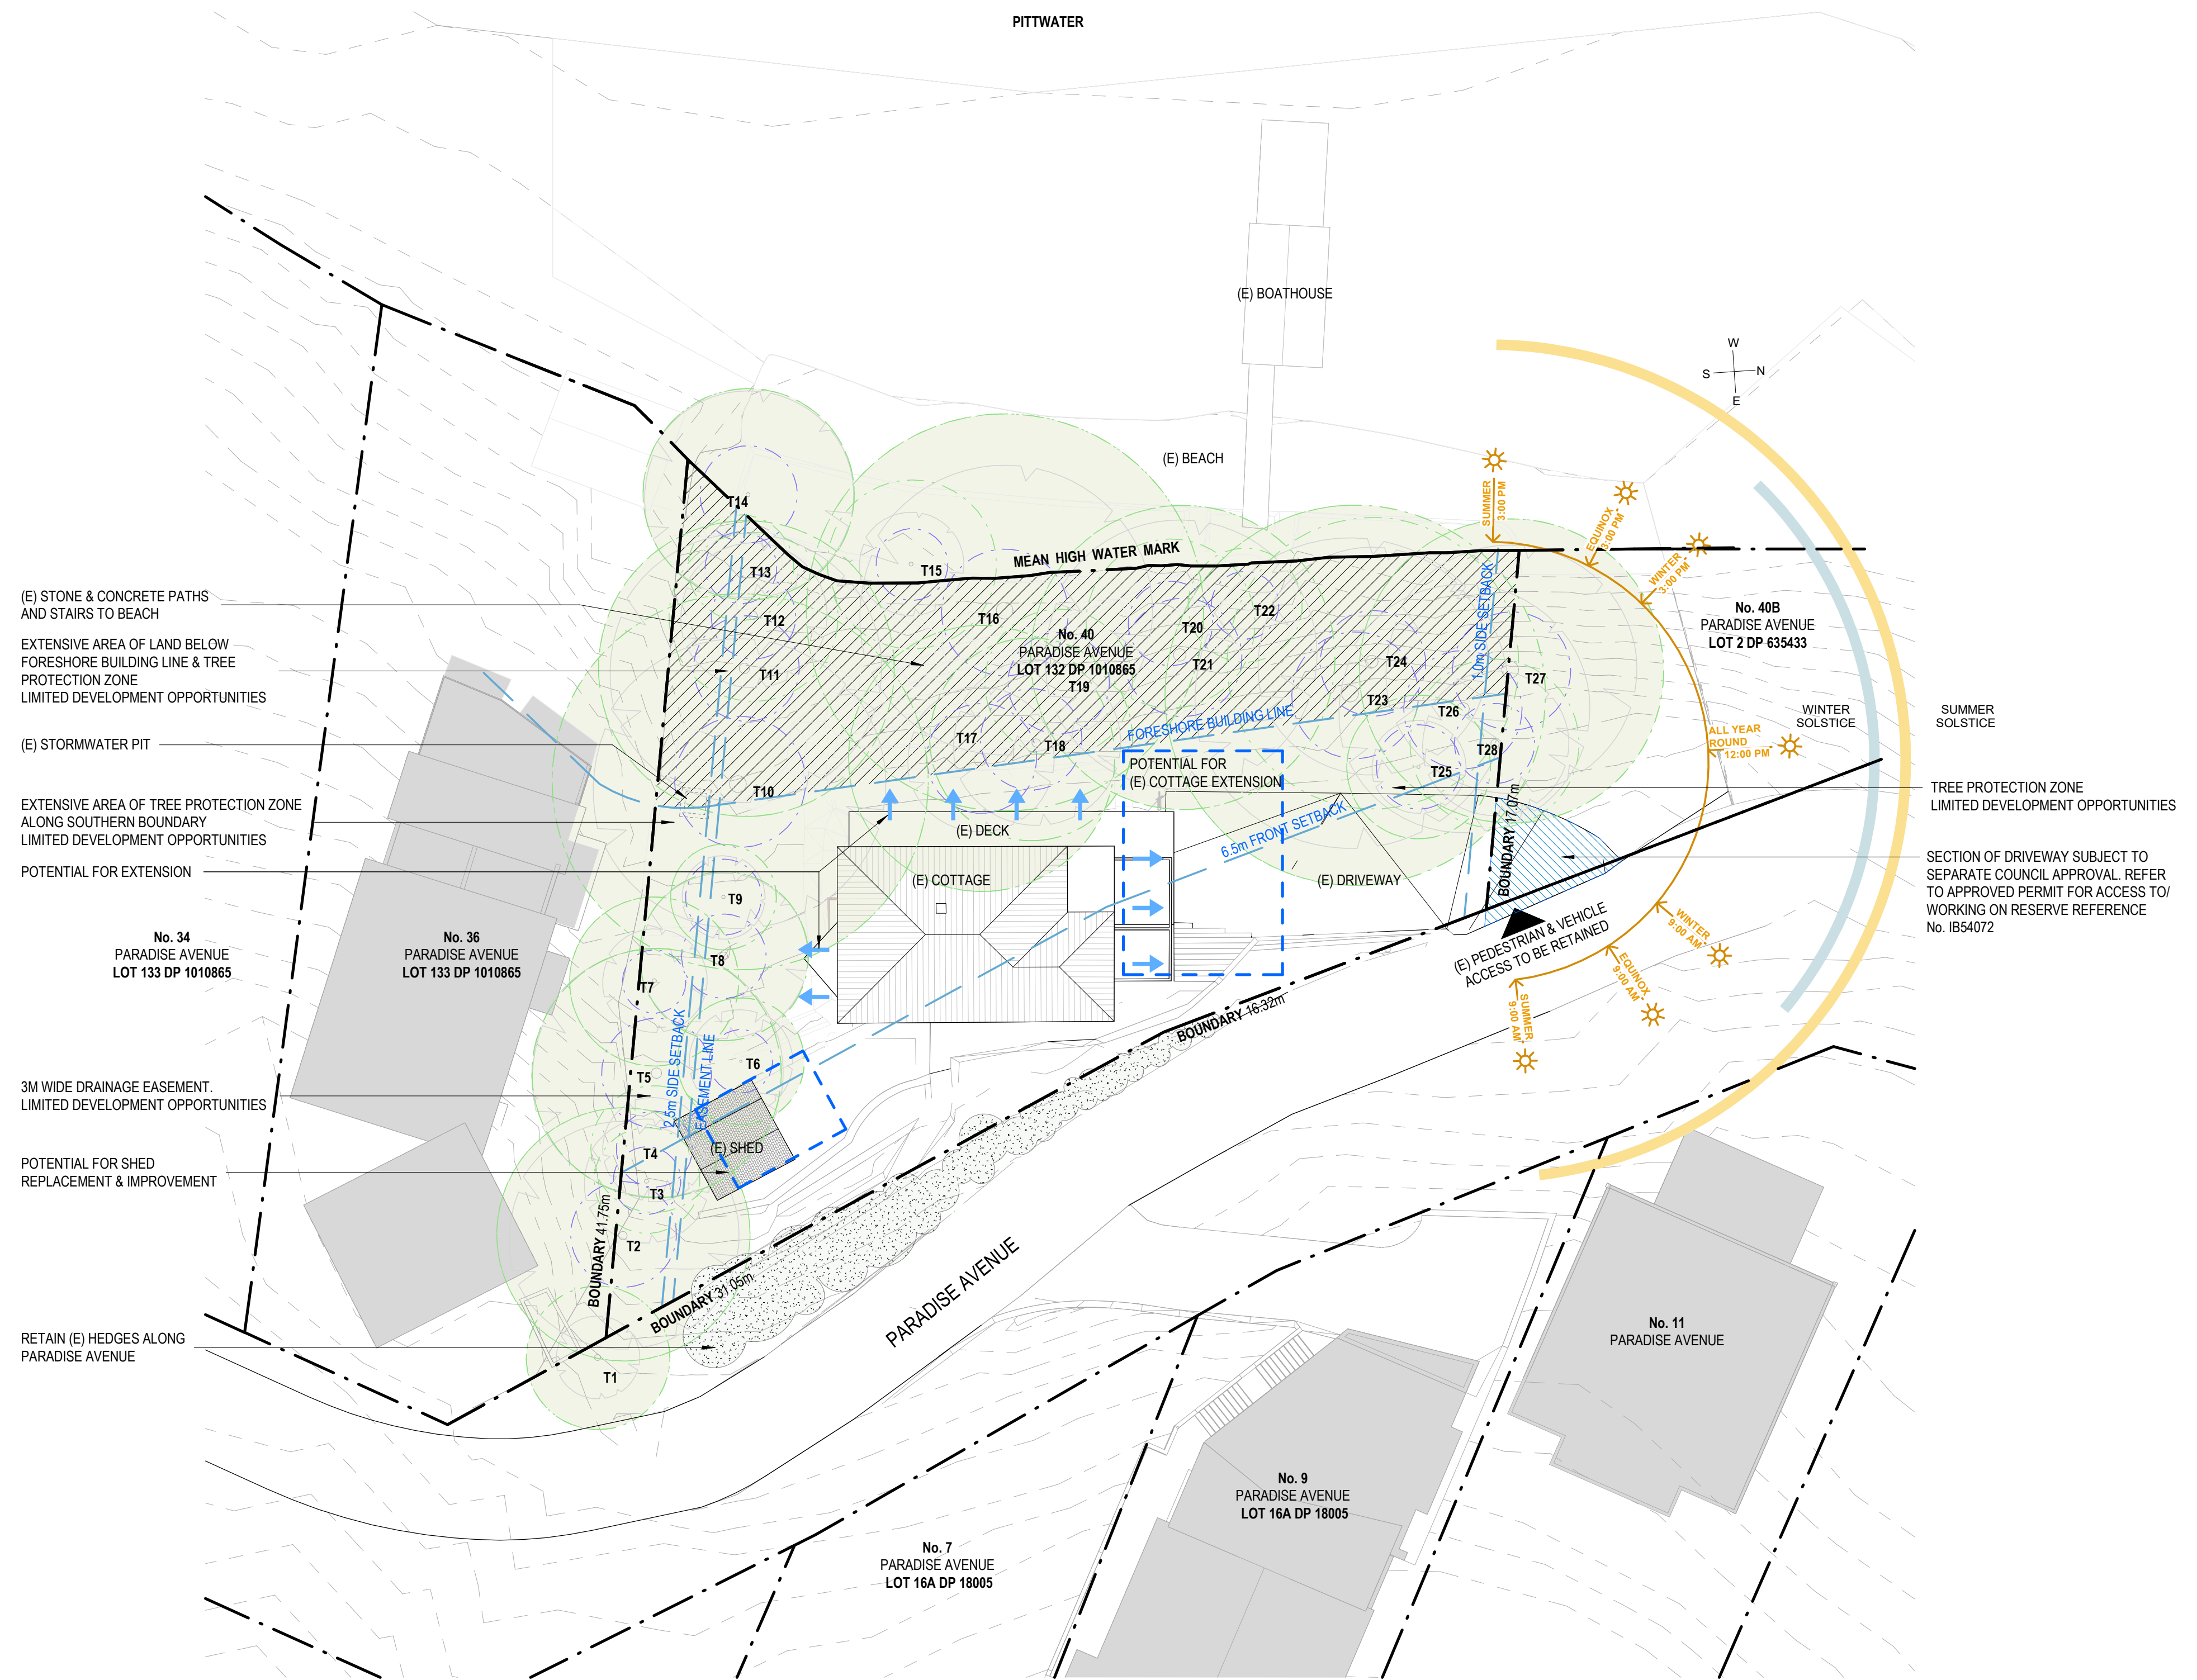 PITTWATER
(E) BOATHOUSE
W
S
N
E
(E) BEACH
SUMMER
3:00 PM
EQUINOX
3:00 PM
WINTER
3:00 PM
T14
MEAN HIGH WATER MARK
T13
T15
T12
T16
T22
T20
T21
T11
T19
T24
T23
T27
T26
T28
T25
T17
T18
T10
No. 40
PARADISE AVENUE
LOT 132 DP 1010865
1.0m SIDE SETBACK
No. 40B
PARADISE AVENUE
LOT 2 DP 635433
(E) STONE & CONCRETE PATHS
AND STAIRS TO BEACH
EXTENSIVE AREA OF LAND BELOW
FORESHORE BUILDING LINE & TREE
PROTECTION ZONE
LIMITED DEVELOPMENT OPPORTUNITIES
(E) STORMWATER PIT
EXTENSIVE AREA OF TREE PROTECTION ZONE
ALONG SOUTHERN BOUNDARY
LIMITED DEVELOPMENT OPPORTUNITIES
POTENTIAL FOR EXTENSION
FORESHORE BUILDING LINE
POTENTIAL FOR
(E) COTTAGE EXTENSION
ALL YEAR
ROUND
12:00 PM
WINTER
SOLSTICE
SUMMER
SOLSTICE
TREE PROTECTION ZONE
LIMITED DEVELOPMENT OPPORTUNITIES
(E) DECK
6.5m FRONT SETBACK
BOUNDARY 17.07m
(E) COTTAGE
(E) DRIVEWAY
SECTION OF DRIVEWAY SUBJECT TO
SEPARATE COUNCIL APPROVAL. REFER
TO APPROVED PERMIT FOR ACCESS TO/
WORKING ON RESERVE REFERENCE
No. IB54072
T9
T8
T7
No. 34
PARADISE AVENUE
LOT 133 DP 1010865
No. 36
PARADISE AVENUE
LOT 133 DP 1010865
(E) PEDESTRIAN & VEHICLE
ACCESS TO BE RETAINED
WINTER
9:00 AM
EQUINOX
9:00 AM
SUMMER
9:00 AM
BOUNDARY 16.32m
2.5m SIDE SETBACK
EASEMENT LINE
T6
T5
3M WIDE DRAINAGE EASEMENT.
LIMITED DEVELOPMENT OPPORTUNITIES
(E) SHED
T4
T3
POTENTIAL FOR SHED
REPLACEMENT & IMPROVEMENT
BOUNDARY 41.75m
T2
BOUNDARY 31.05m
PARADISE AVENUE
RETAIN (E) HEDGES ALONG
PARADISE AVENUE
T1
No. 11
PARADISE AVENUE
No. 9
PARADISE AVENUE
LOT 16A DP 18005
No. 7
PARADISE AVENUE
LOT 16A DP 18005